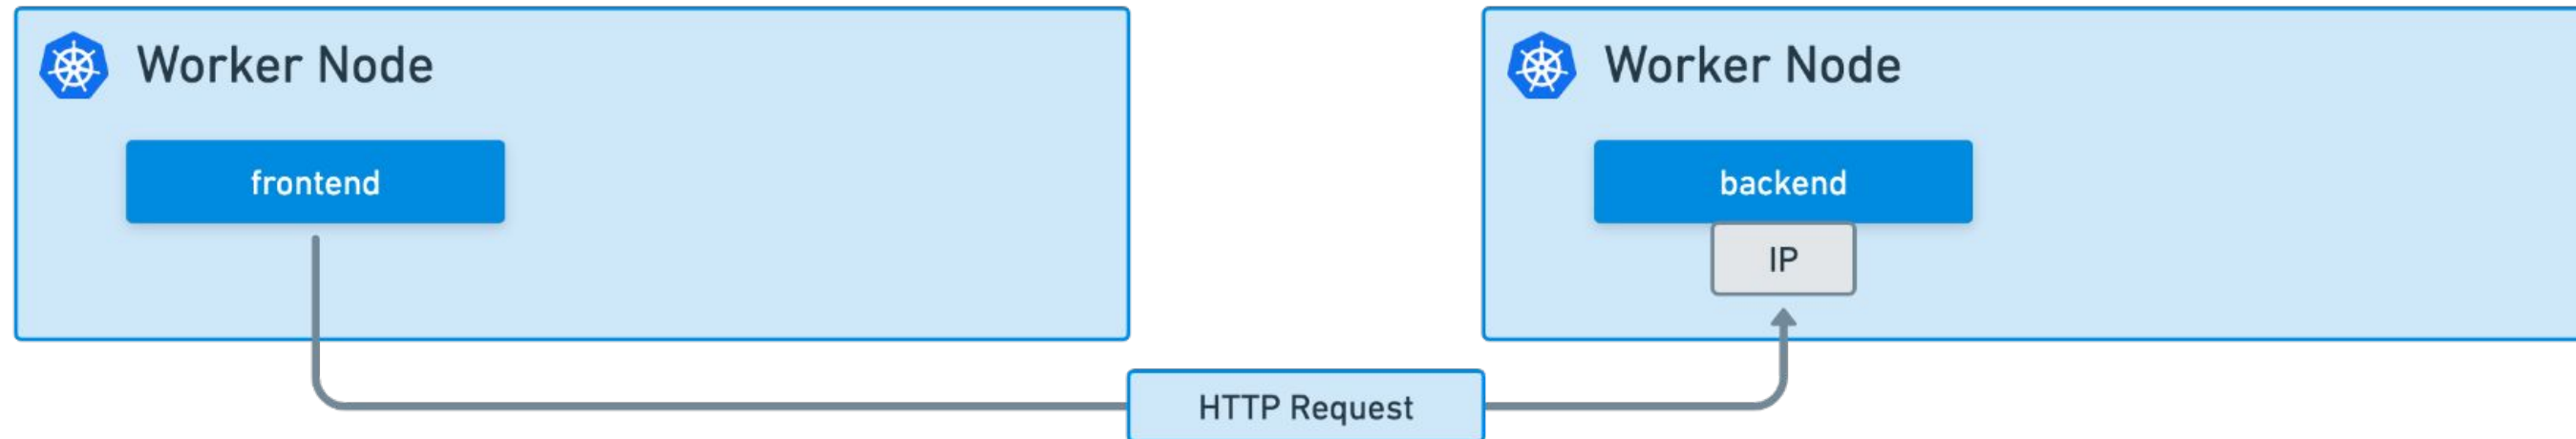 Worker Node
frontend
Worker Node
backend
IP
HTTP Request